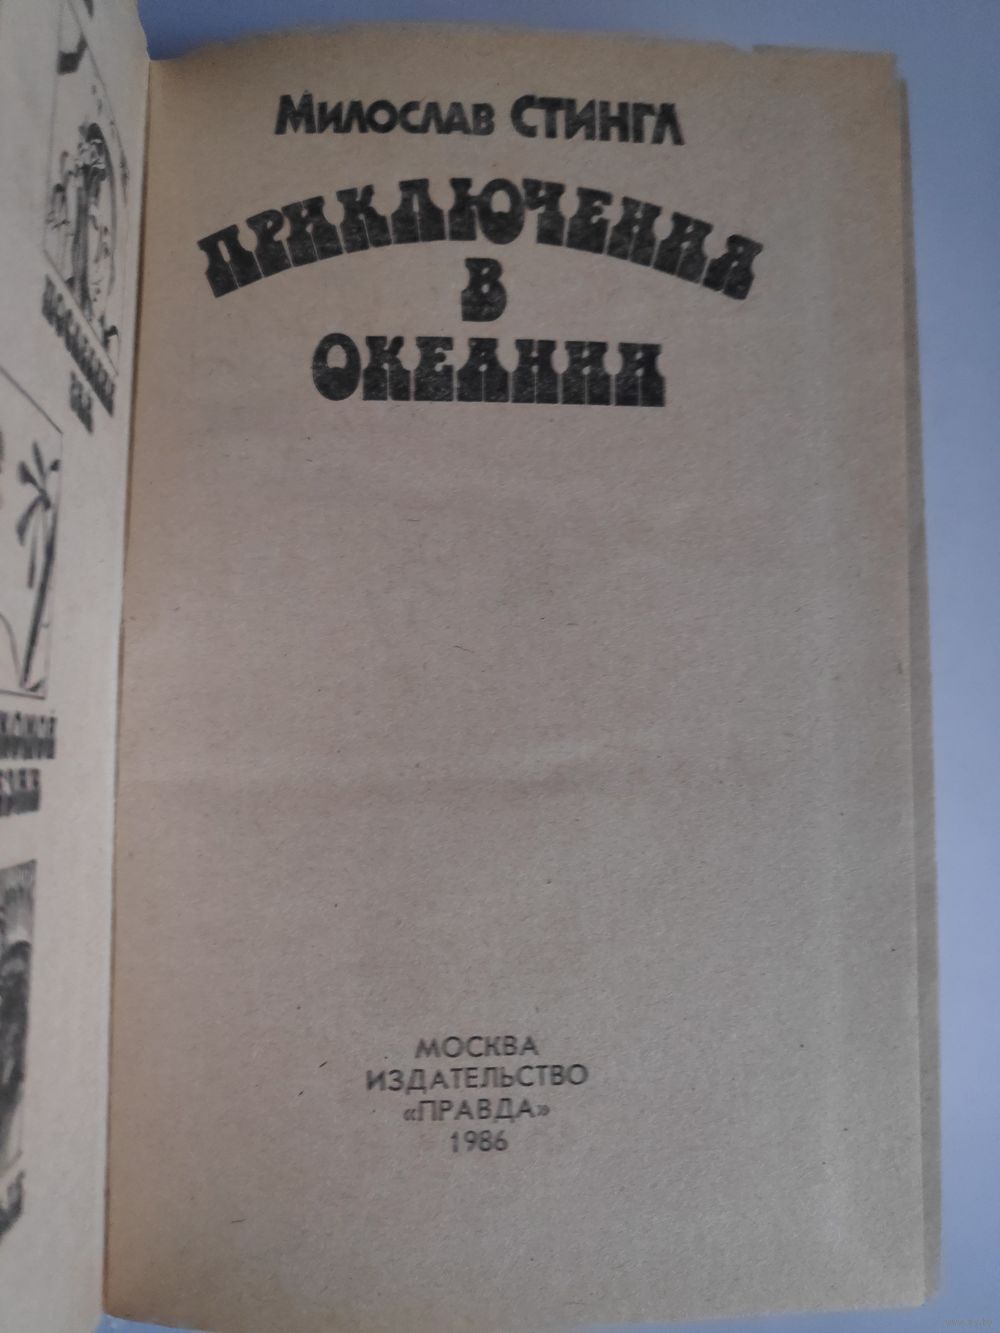 Милослав СТИНГЛ
ПРИКЛЮЧЕНИЯ
В
ОКЕАНИИ
МОСКВА
ИЗДАТЕЛЬСТВО
«ПРАВДА»
1986